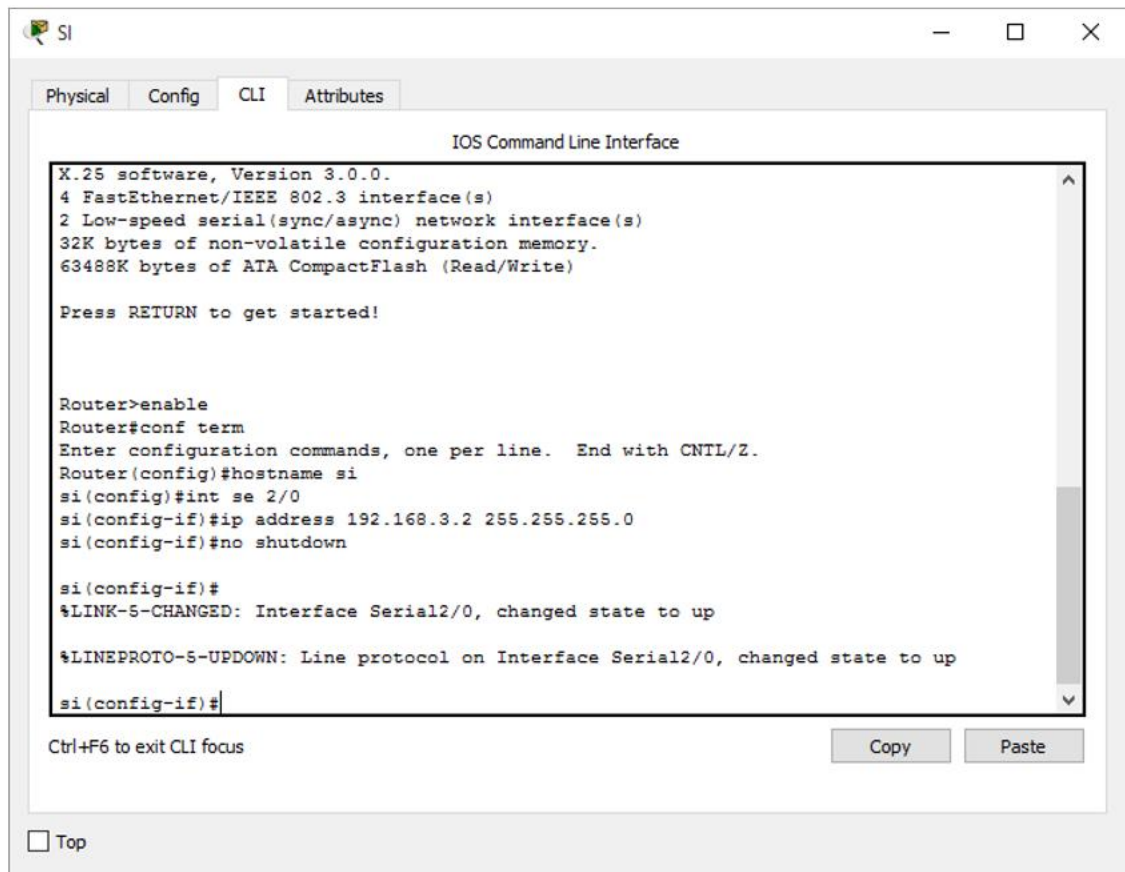 SI
Physical Config CLI Attributes
IOS Command Line Interface
X.25 software, Version 3.0.0.
4 FastEthernet/IEEE 802.3 interface(s)
2 Low-speed serial(sync/async) network interface(s)
32K bytes of non-volatile configuration memory.
63488K bytes of ATA CompactFlash (Read/Write)
Press RETURN to get started!
Router>enable
Router#conf term
Enter configuration commands, one per line.  End with CNTL/Z.
Router(config)#hostname si
si(config)#int se 2/0
si(config-if)#ip address 192.168.3.2 255.255.255.0
si(config-if)#no shutdown
si(config-if)#
%LINK-5-CHANGED: Interface Serial2/0, changed state to up
%LINEPROTO-5-UPDOWN: Line protocol on Interface Serial2/0, changed state to up
si(config-if)#
Ctrl+F6 to exit CLI focus
Copy Paste
Top